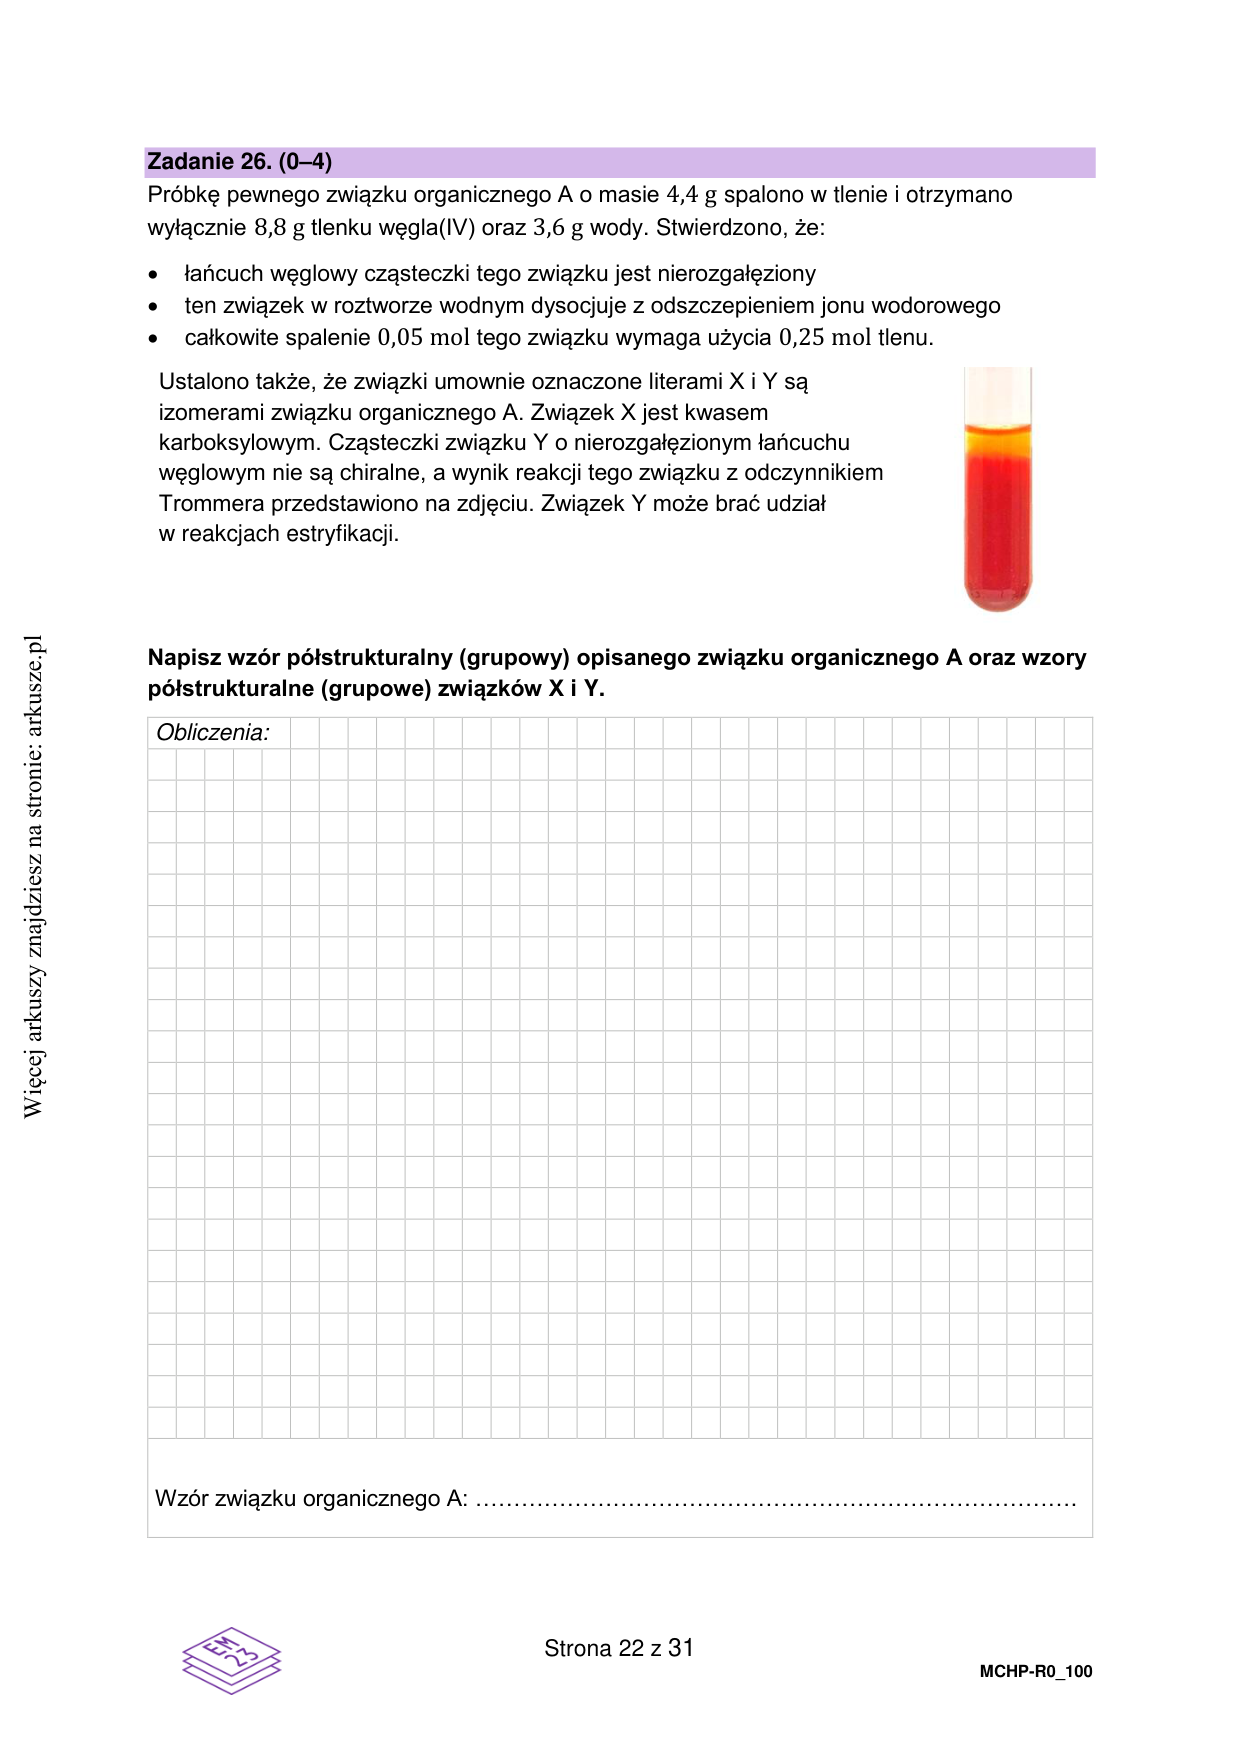 Zadanie 26. (0–4)
Próbkę pewnego związku organicznego A o masie 4,4 g spalono w tlenie i otrzymano
wyłącznie 8,8 g tlenku węgla(IV) oraz 3,6 g wody. Stwierdzono, że:
• łańcuch węglowy cząsteczki tego związku jest nierozgałęziony
• ten związek w roztworze wodnym dysocjuje z odszczepieniem jonu wodorowego
• całkowite spalenie 0,05 mol tego związku wymaga użycia 0,25 mol tlenu.
Ustalono także, że związki umownie oznaczone literami X i Y są
izomerami związku organicznego A. Związek X jest kwasem
karboksylowym. Cząsteczki związku Y o nierozgałęzionym łańcuchu
węglowym nie są chiralne, a wynik reakcji tego związku z odczynnikiem
Trommera przedstawiono na zdjęciu. Związek Y może brać udział
w reakcjach estryfikacji.
Napisz wzór półstrukturalny (grupowy) opisanego związku organicznego A oraz wzory
półstrukturalne (grupowe) związków X i Y.
Obliczenia:
Wzór związku organicznego A: ……………………………………………………………………
Więcej arkuszy znajdziesz na stronie: arkusze.pl
EM
23
Strona 22 z 31
MCHP-R0_100